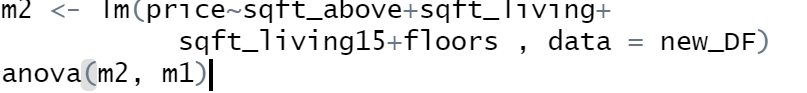 m2 <- lm(price~sqft_above+sqft_living+
sqft_living15+floors , data = new_DF)
anova(m2, m1)